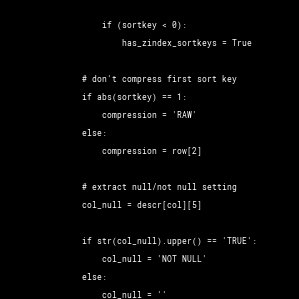 if (sortkey < 0):
has_zindex_sortkeys = True
# don't compress first sort key
if abs(sortkey) == 1:
compression = 'RAW'
else:
compression = row[2]
# extract null/not null setting
col_null = descr[col][5]
if str(col_null).upper() == 'TRUE':
col_null = 'NOT NULL'
else:
col_null = ''